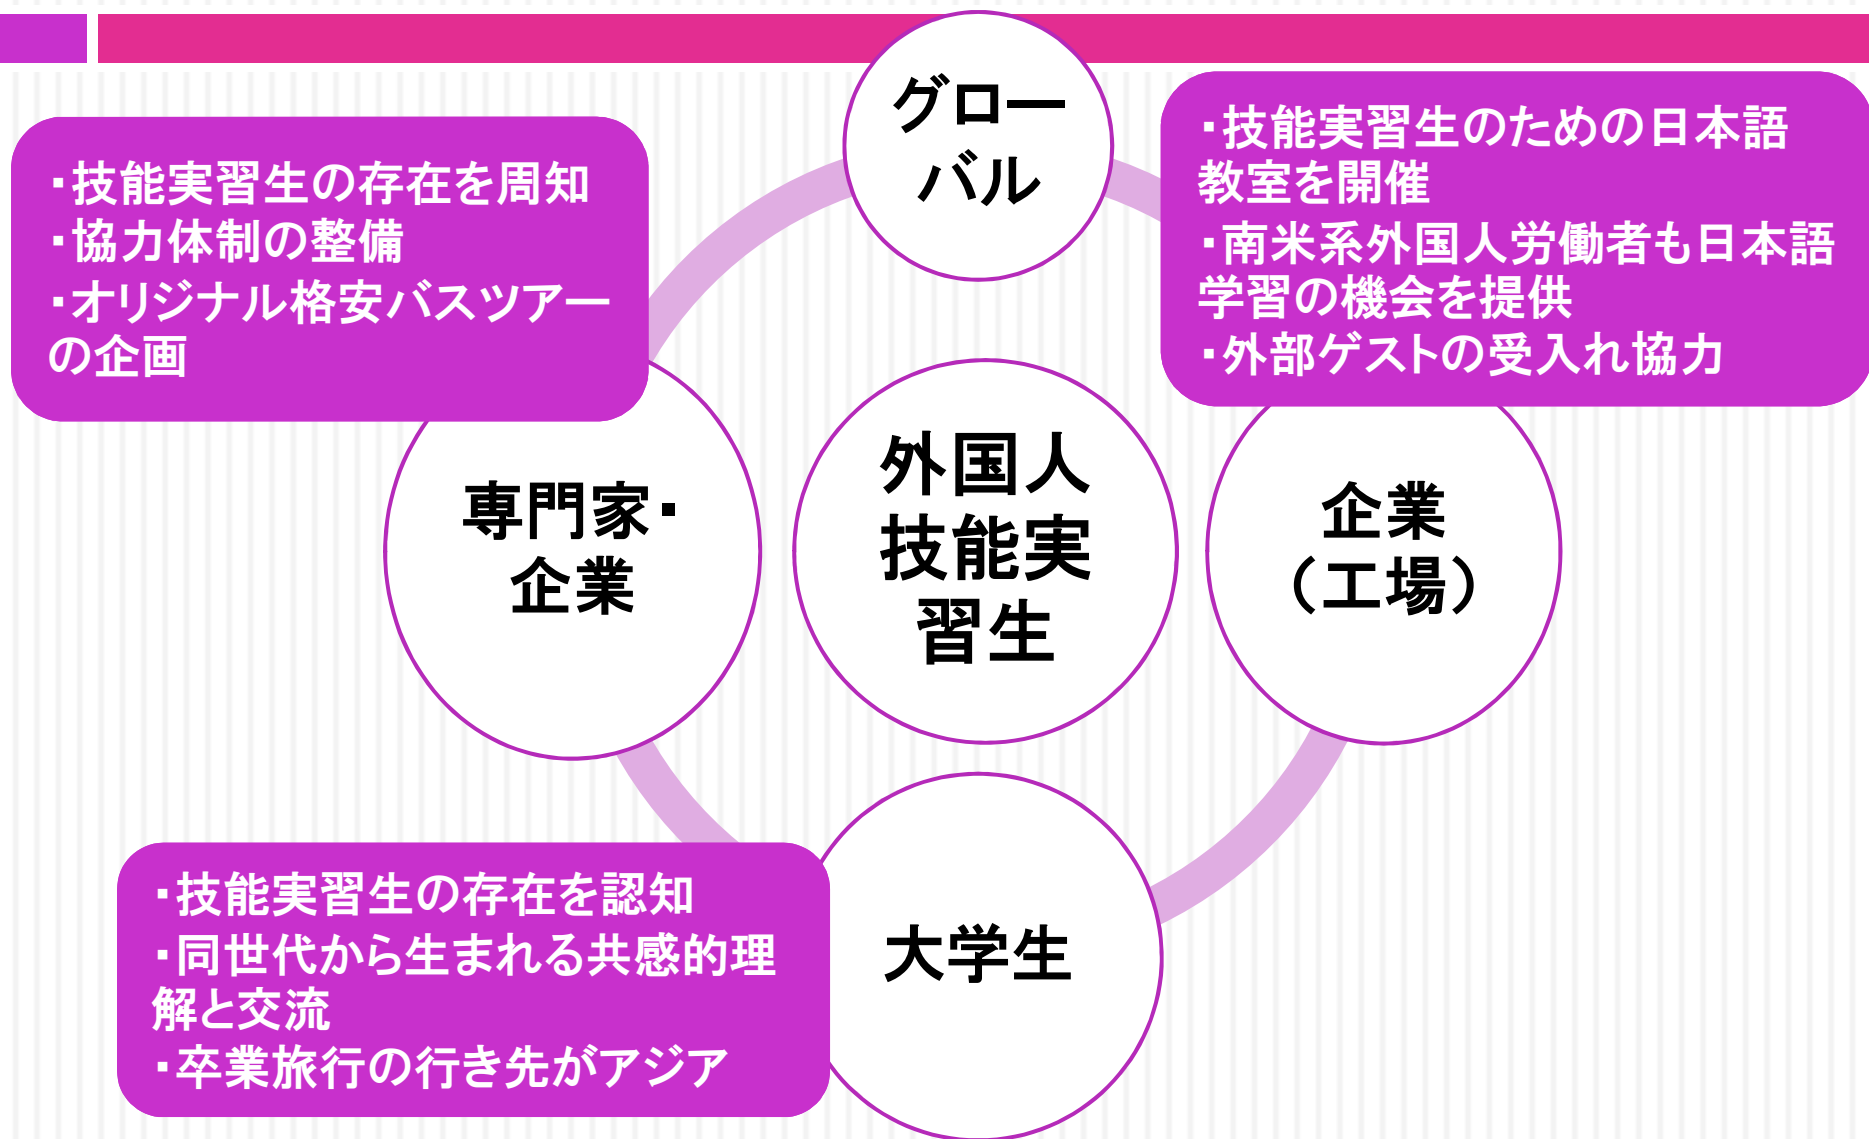 グロー
バル
・技能実習生の存在を周知
・協力体制の整備
・オリジナル格安バスツアー
の企画
・技能実習生のための日本語
教室を開催
・南米系外国人労働者も日本語
学習の機会を提供
・外部ゲストの受入れ協力
専門家・
企業
外国人
技能実
習生
企業
（工場）
・技能実習生の存在を認知
・同世代から生まれる共感的理
解と交流
・卒業旅行の行き先がアジア
大学生